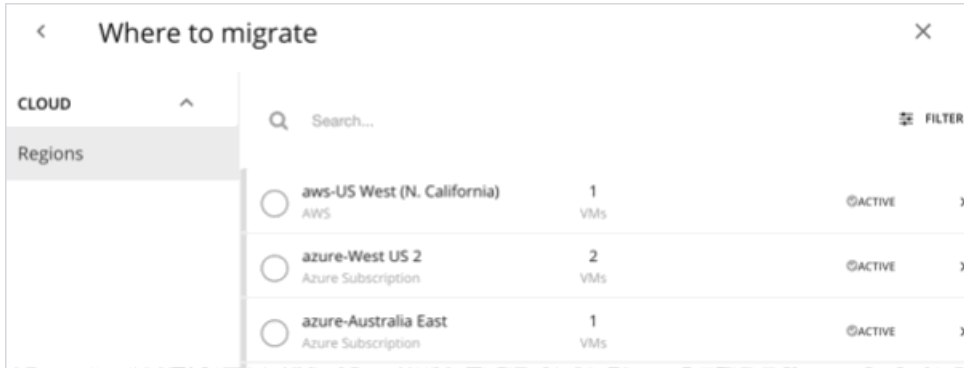 Where to migrate
CLOUD
Regions
Search...
FILTER
aws-US West (N. California) 1 ACTIVE
AWS VMs
azure-West US 2 2 ACTIVE
Azure Subscription VMs
azure-Australia East 1 ACTIVE
Azure Subscription VMs